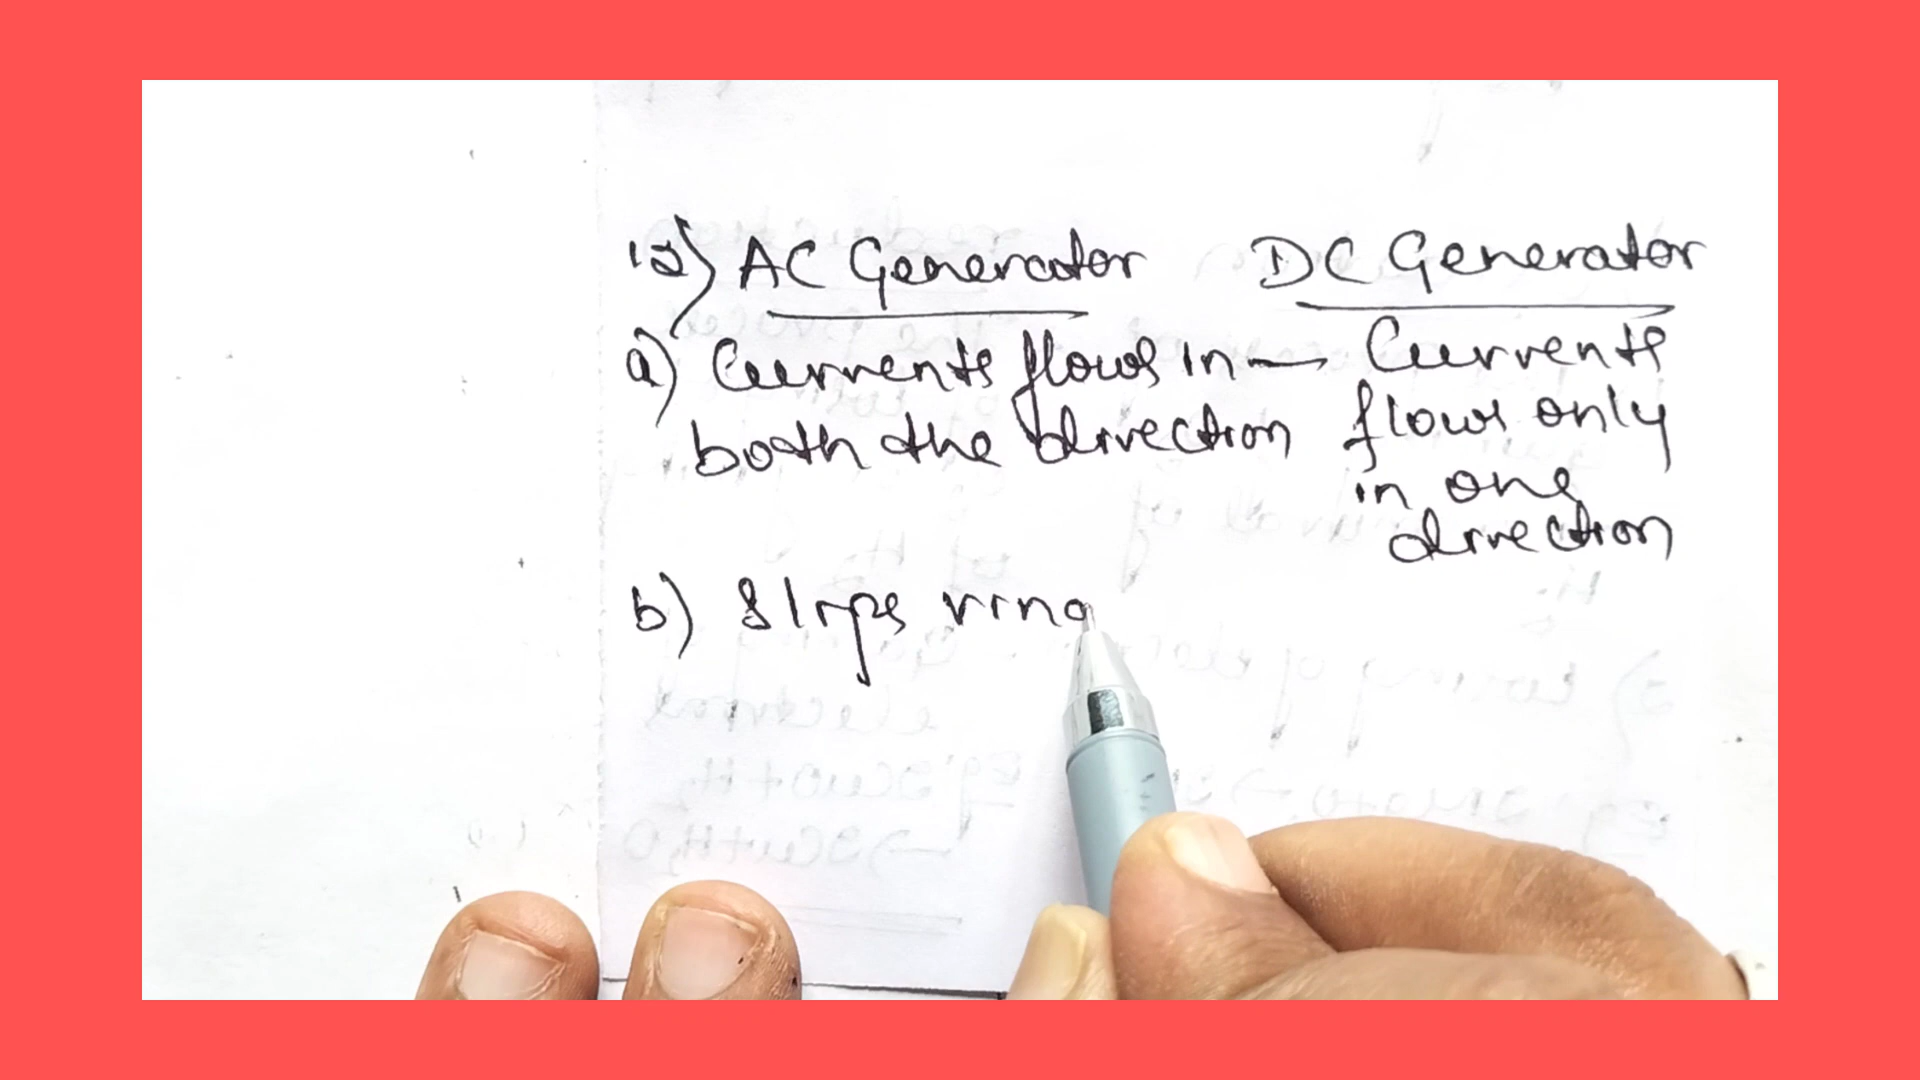 12) AC Generator DC Generator
a) Currents flows in — Currents
both the direction flows only
in one
direction
b) Slips ring